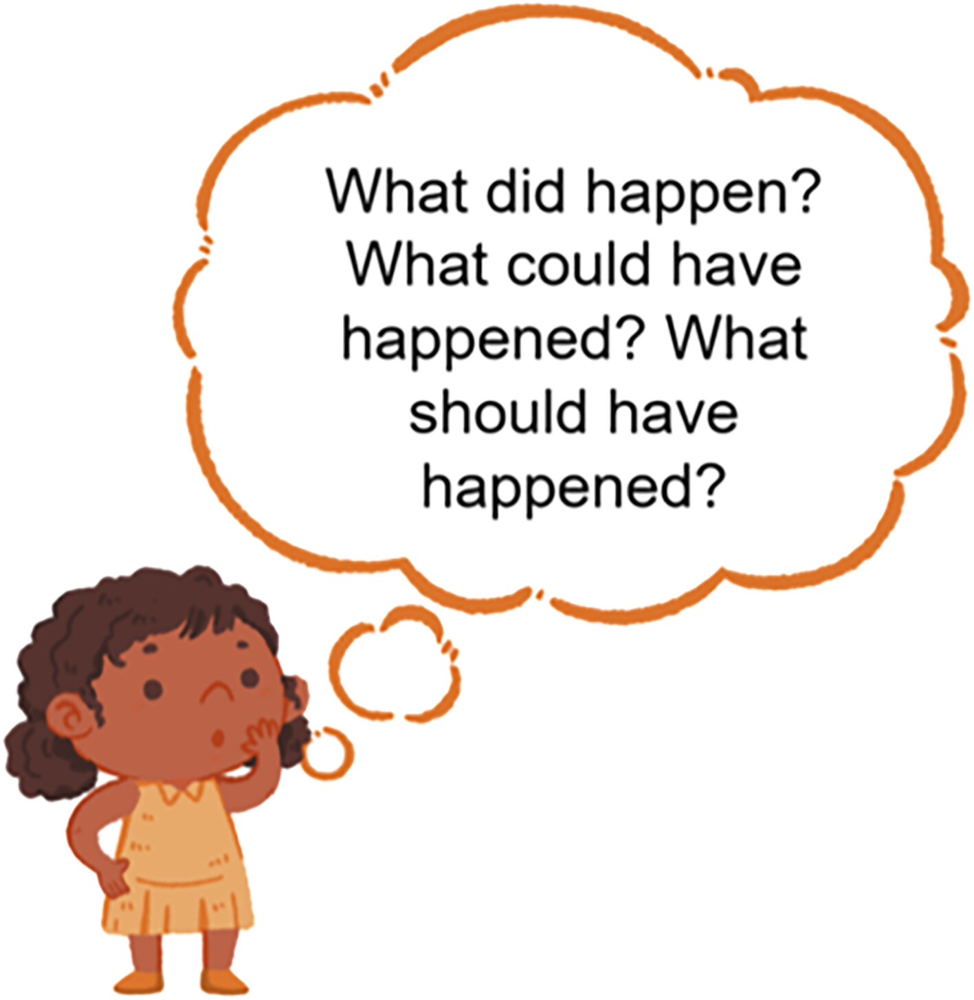 What did happen?
What could have
happened? What
should have
happened?